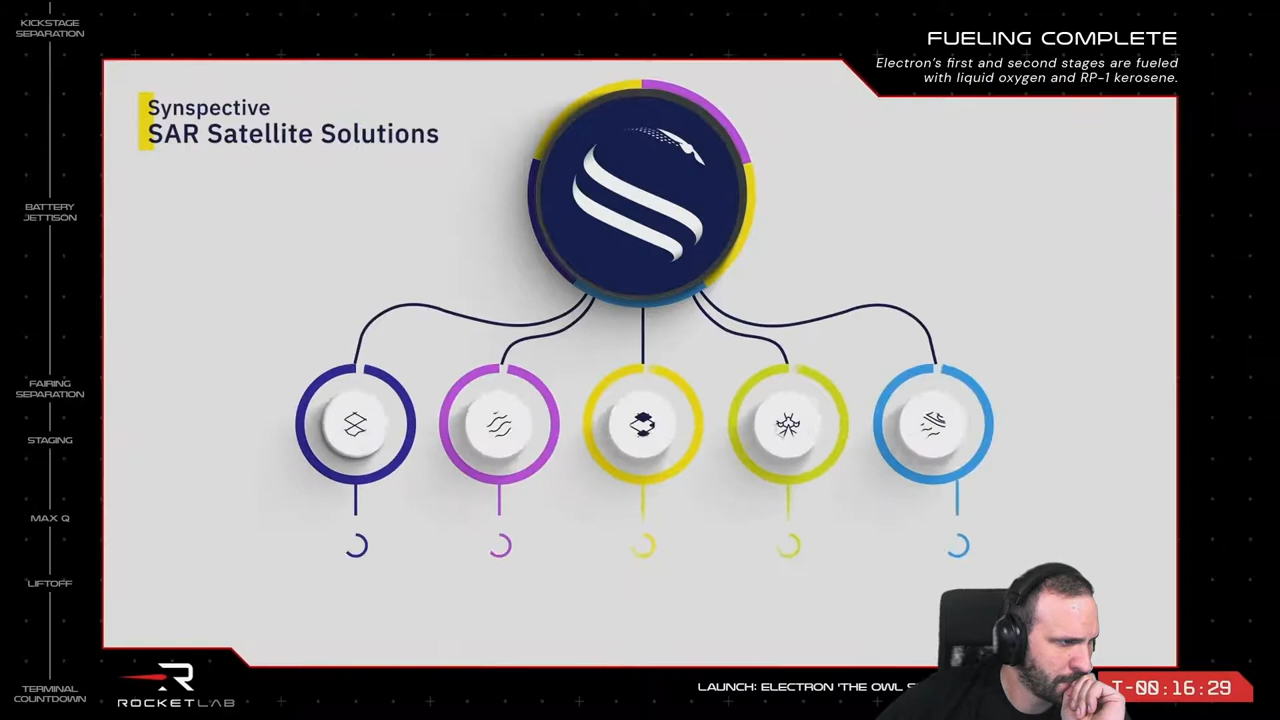 KICKSTAGE
SEPARATION
FUELING COMPLETE
Electron's first and second stages are fueled
with liquid oxygen and RP-1 kerosene.
Synspective
SAR Satellite Solutions
BATTERY
JETTISON
FAIRING
SEPARATION
STAGING
MAX Q
LIFTOFF
TERMINAL
COUNTDOWN
ROCKETLAB
LAUNCH: ELECTRON 'THE OWL
T-00:16:29